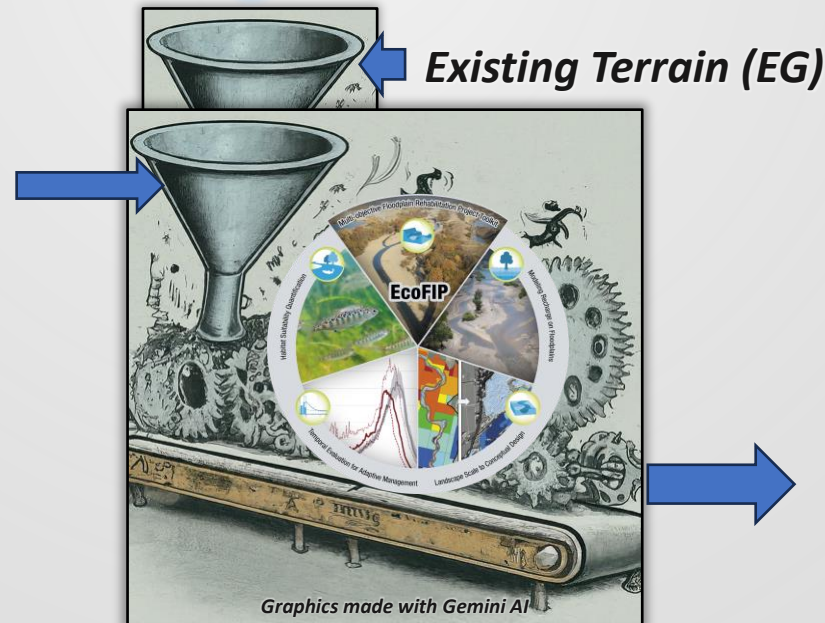 Existing Terrain (EG)
Multi-objective Floodplain Rehabilitation Project Toolkit
EcoFIP
Habitat Suitability Quantification
Modeling Recharge on Floodplains
Temporal Evaluation for Adaptive Management
Landscape Scale to Conceptual Design
Graphics made with Gemini AI